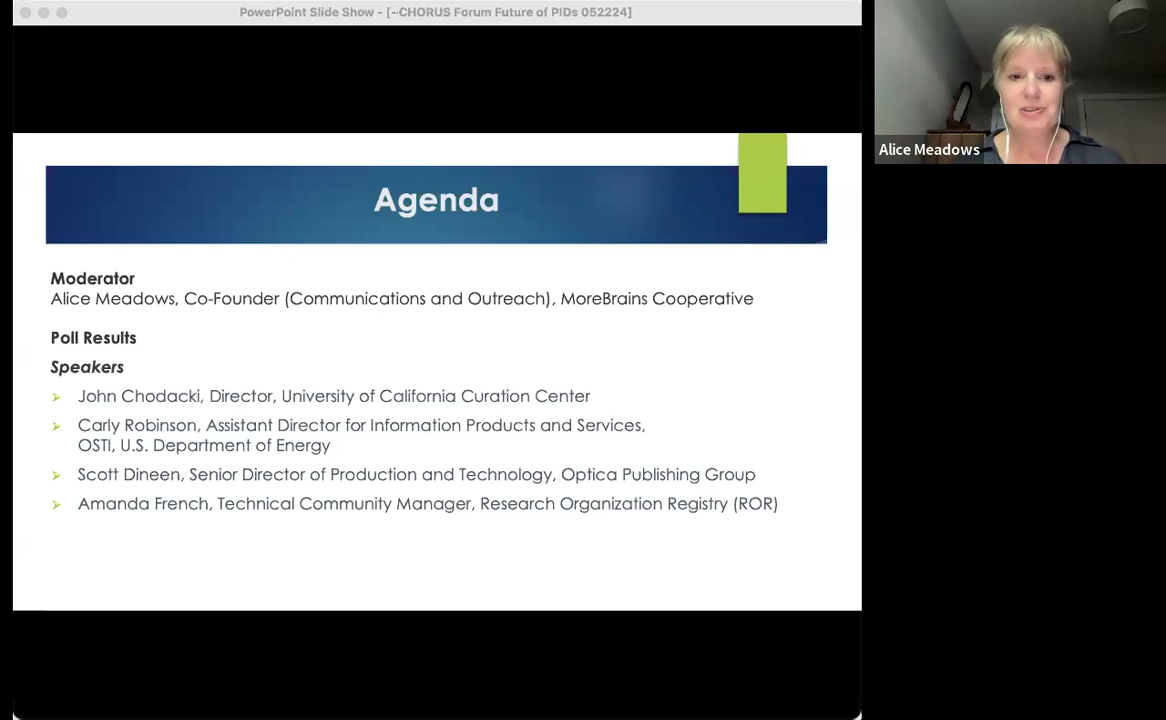 PowerPoint Slide Show - [~CHORUS Forum Future of PIDs 052224]
Alice Meadows
Agenda
Moderator
Alice Meadows, Co-Founder (Communications and Outreach), MoreBrains Cooperative
Poll Results
Speakers
John Chodacki, Director, University of California Curation Center
Carly Robinson, Assistant Director for Information Products and Services,
OSTI, U.S. Department of Energy
Scott Dineen, Senior Director of Production and Technology, Optica Publishing Group
Amanda French, Technical Community Manager, Research Organization Registry (ROR)